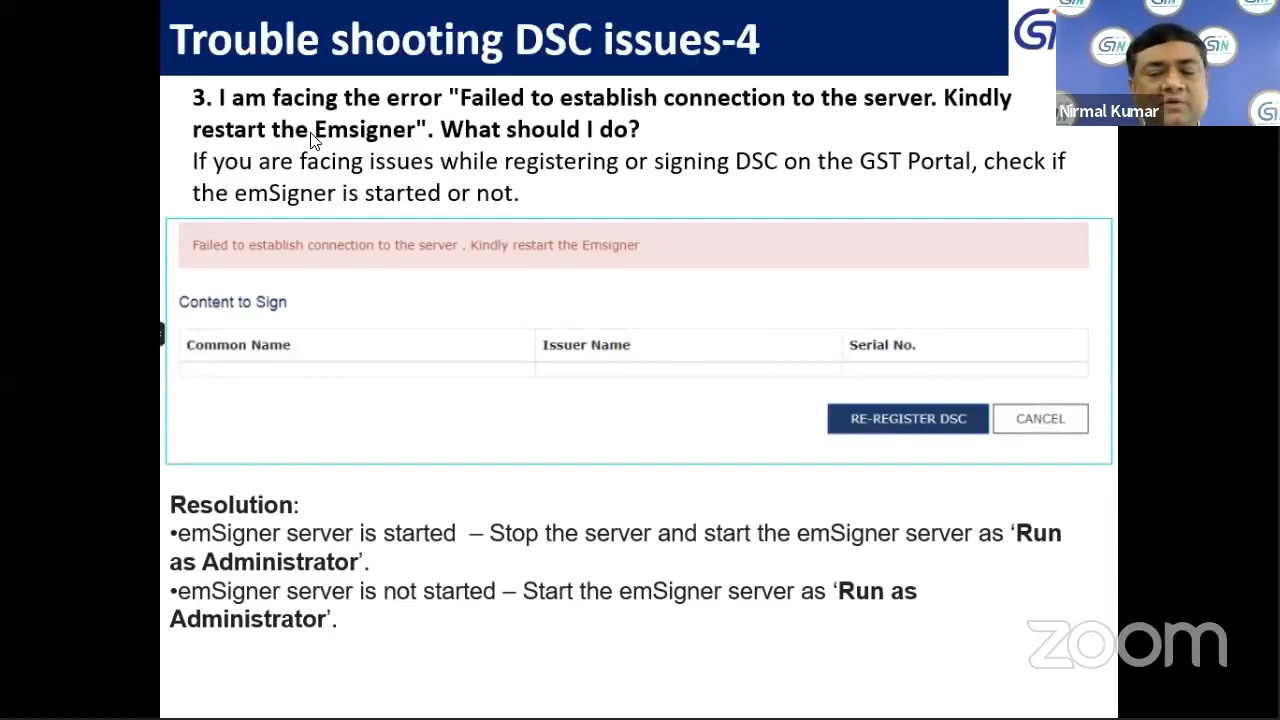 Trouble shooting DSC issues-4
3. I am facing the error "Failed to establish connection to the server. Kindly
restart the Emsigner". What should I do?
If you are facing issues while registering or signing DSC on the GST Portal, check if
the emSigner is started or not.
Failed to establish connection to the server . Kindly restart the Emsigner
Content to Sign
Common Name Issuer Name Serial No.
RE-REGISTER DSC CANCEL
Resolution:
•emSigner server is started – Stop the server and start the emSigner server as ‘Run
as Administrator’.
•emSigner server is not started – Start the emSigner server as ‘Run as
Administrator’.
Nirmal Kumar
zoom